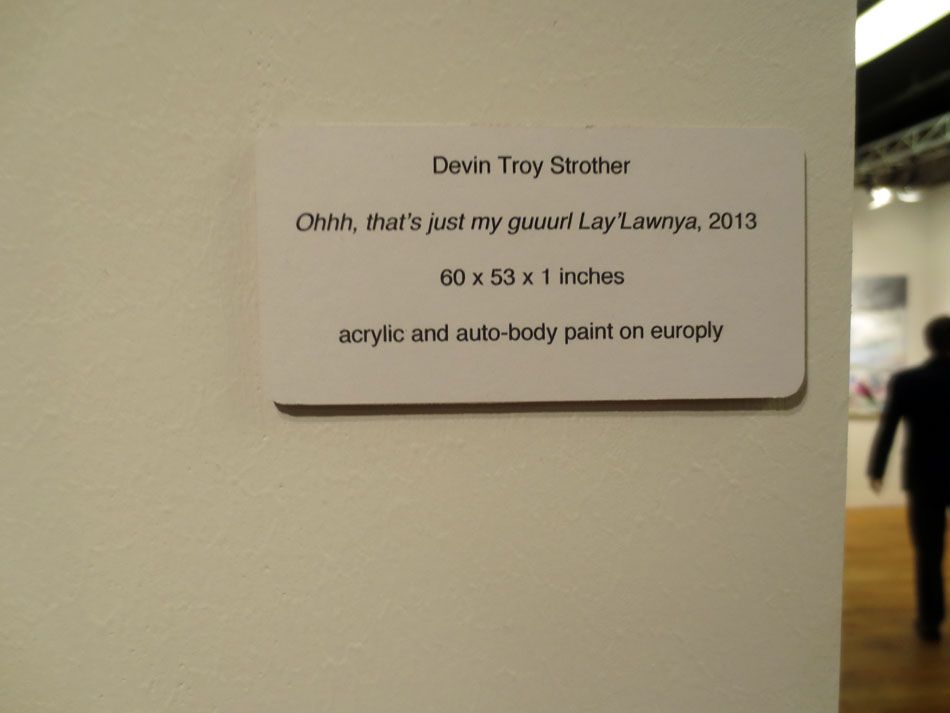 Devin Troy Strother
Ohhh, that's just my guuurl Lay'Lawnya, 2013
60 x 53 x 1 inches
acrylic and auto-body paint on europly